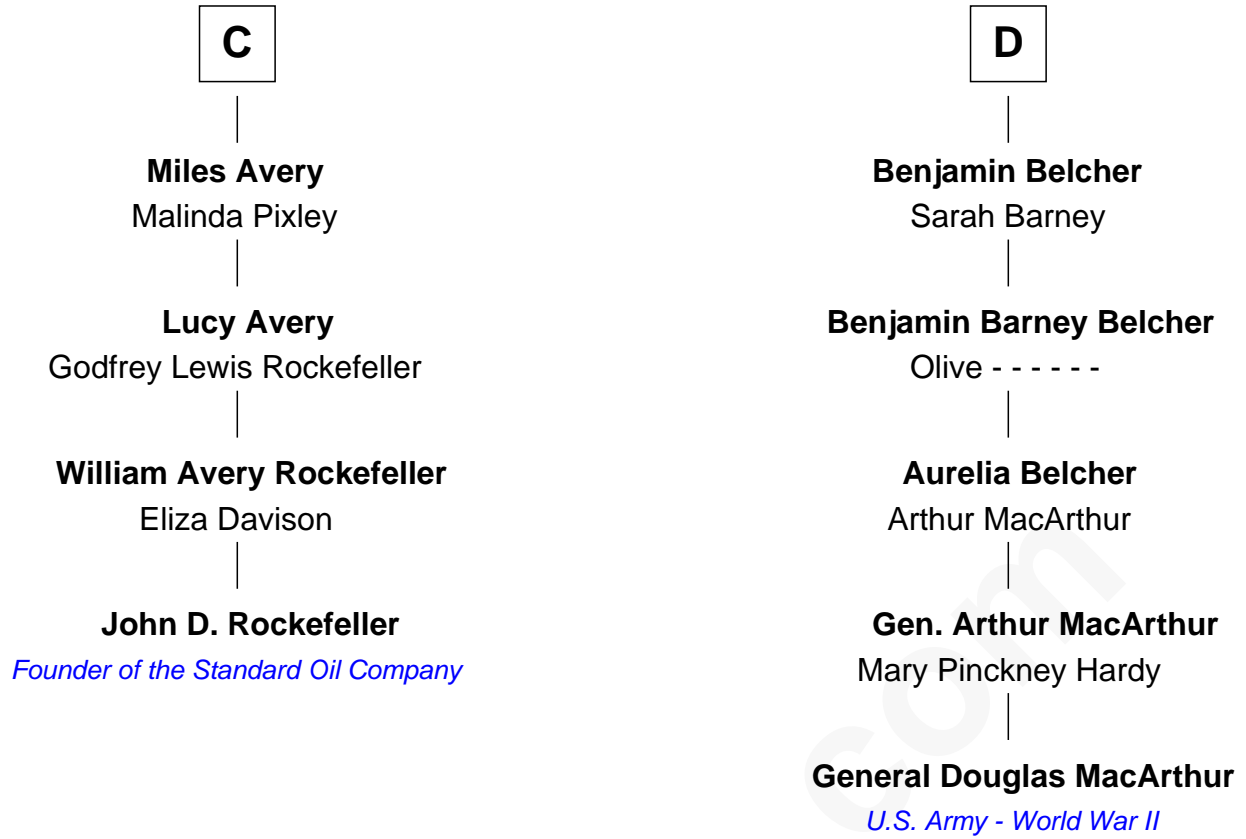 C
Miles Avery
Malinda Pixley
Lucy Avery
Godfrey Lewis Rockefeller
William Avery Rockefeller
Eliza Davison
John D. Rockefeller
Founder of the Standard Oil Company
D
Benjamin Belcher
Sarah Barney
Benjamin Barney Belcher
Olive - - - - - -
Aurelia Belcher
Arthur MacArthur
Gen. Arthur MacArthur
Mary Pinckney Hardy
General Douglas MacArthur
U.S. Army - World War II
com